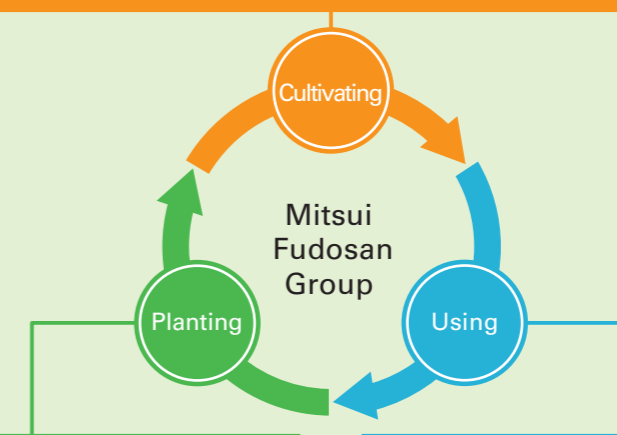 Cultivating
Mitsui
Fudosan
Group
Planting
Using